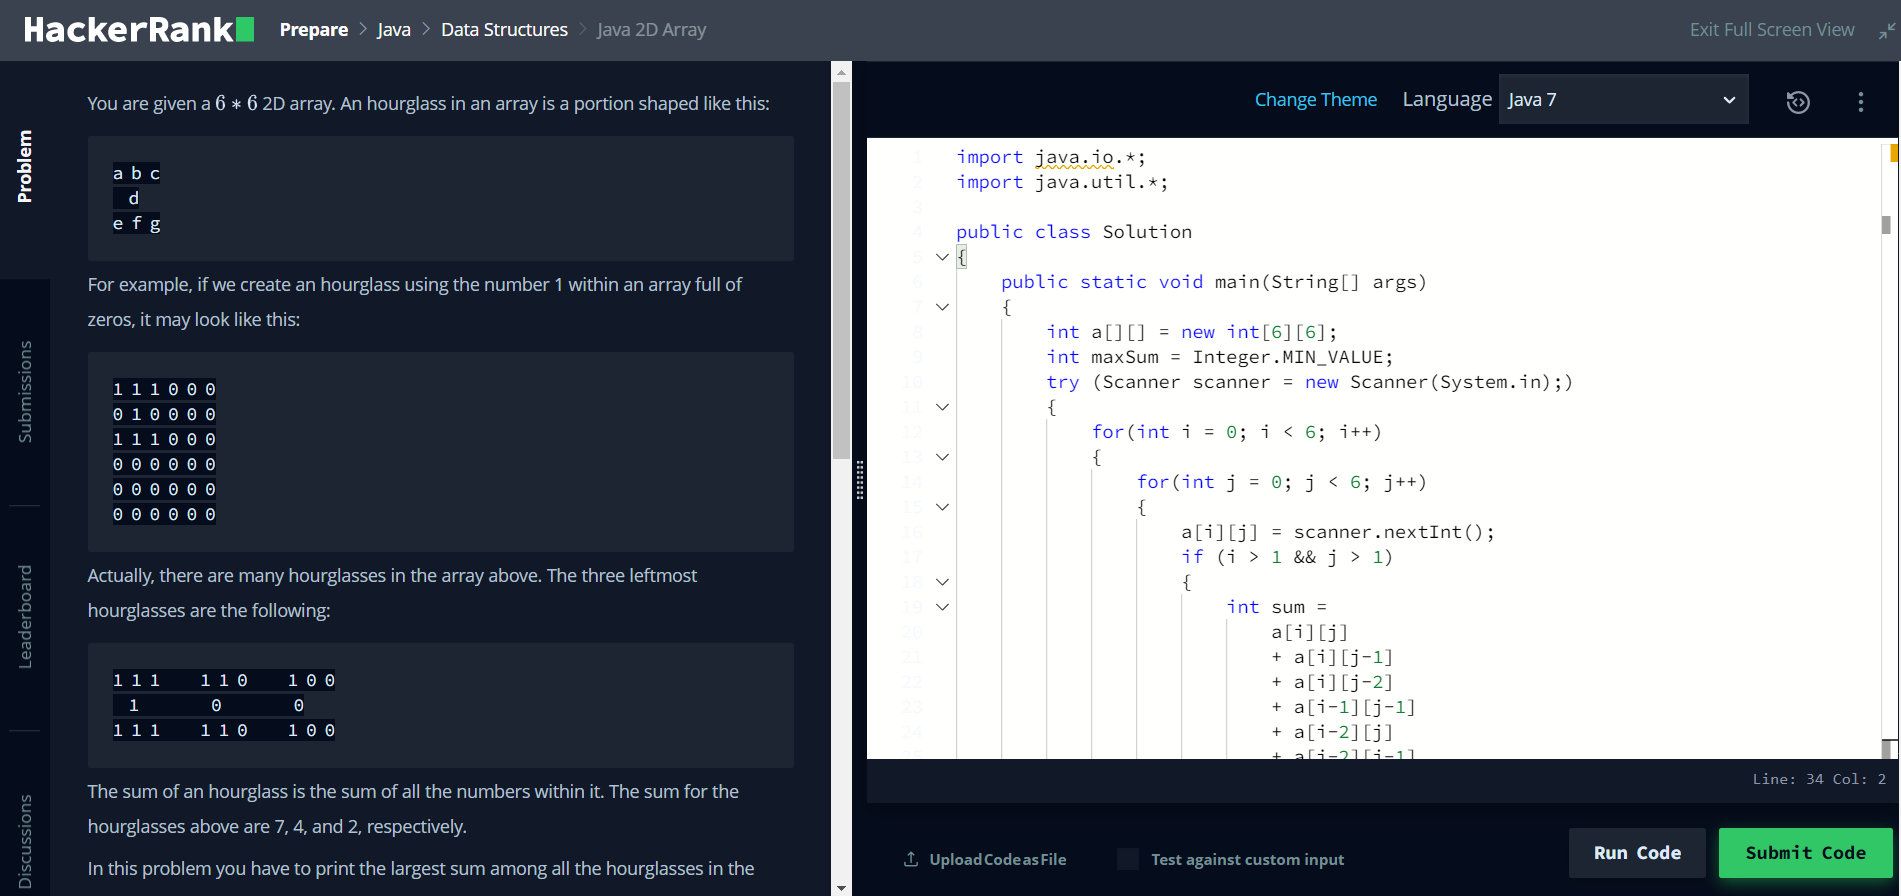 HackerRank Prepare > Java > Data Structures > Java 2D Array Exit Full Screen View
Problem
Submissions
Leaderboard
Discussions
You are given a 6 * 6 2D array. An hourglass in an array is a portion shaped like this:
a b c
d
e f g
For example, if we create an hourglass using the number 1 within an array full of
zeros, it may look like this:
1 1 1 0 0 0
0 1 0 0 0 0
1 1 1 0 0 0
0 0 0 0 0 0
0 0 0 0 0 0
0 0 0 0 0 0
Actually, there are many hourglasses in the array above. The three leftmost
hourglasses are the following:
1 1 1 1 1 0 1 0 0
1 0 0
1 1 1 1 1 0 1 0 0
The sum of an hourglass is the sum of all the numbers within it. The sum for the
hourglasses above are 7, 4, and 2, respectively.
In this problem you have to print the largest sum among all the hourglasses in the
Change Theme Language Java 7
1 import java.io.*;
2 import java.util.*;
3
4 public class Solution
5 {
6 public static void main(String[] args)
7 {
8 int a[][] = new int[6][6];
9 int maxSum = Integer.MIN_VALUE;
10 try (Scanner scanner = new Scanner(System.in);)
11 {
12 for(int i = 0; i < 6; i++)
13 {
14 for(int j = 0; j < 6; j++)
15 {
16 a[i][j] = scanner.nextInt();
17 if (i > 1 && j > 1)
18 {
19 int sum =
20 a[i][j]
21 + a[i][j-1]
22 + a[i][j-2]
23 + a[i-1][j-1]
24 + a[i-2][j]
25 + a[i-2][j-1]
Line: 34 Col: 2
Upload Code as File Test against custom input Run Code Submit Code